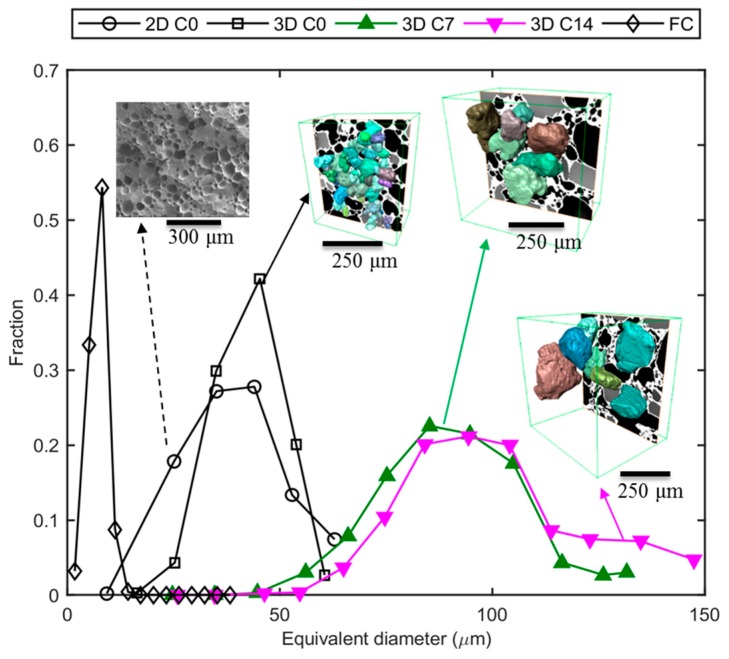 2D C0 3D C0 3D C7 3D C14 FC
0.7
0.6
0.5
0.4
0.3
0.2
0.1
0
Fraction
300 μm
250 μm
250 μm
250 μm
0 50 100 150
Equivalent diameter (μm)